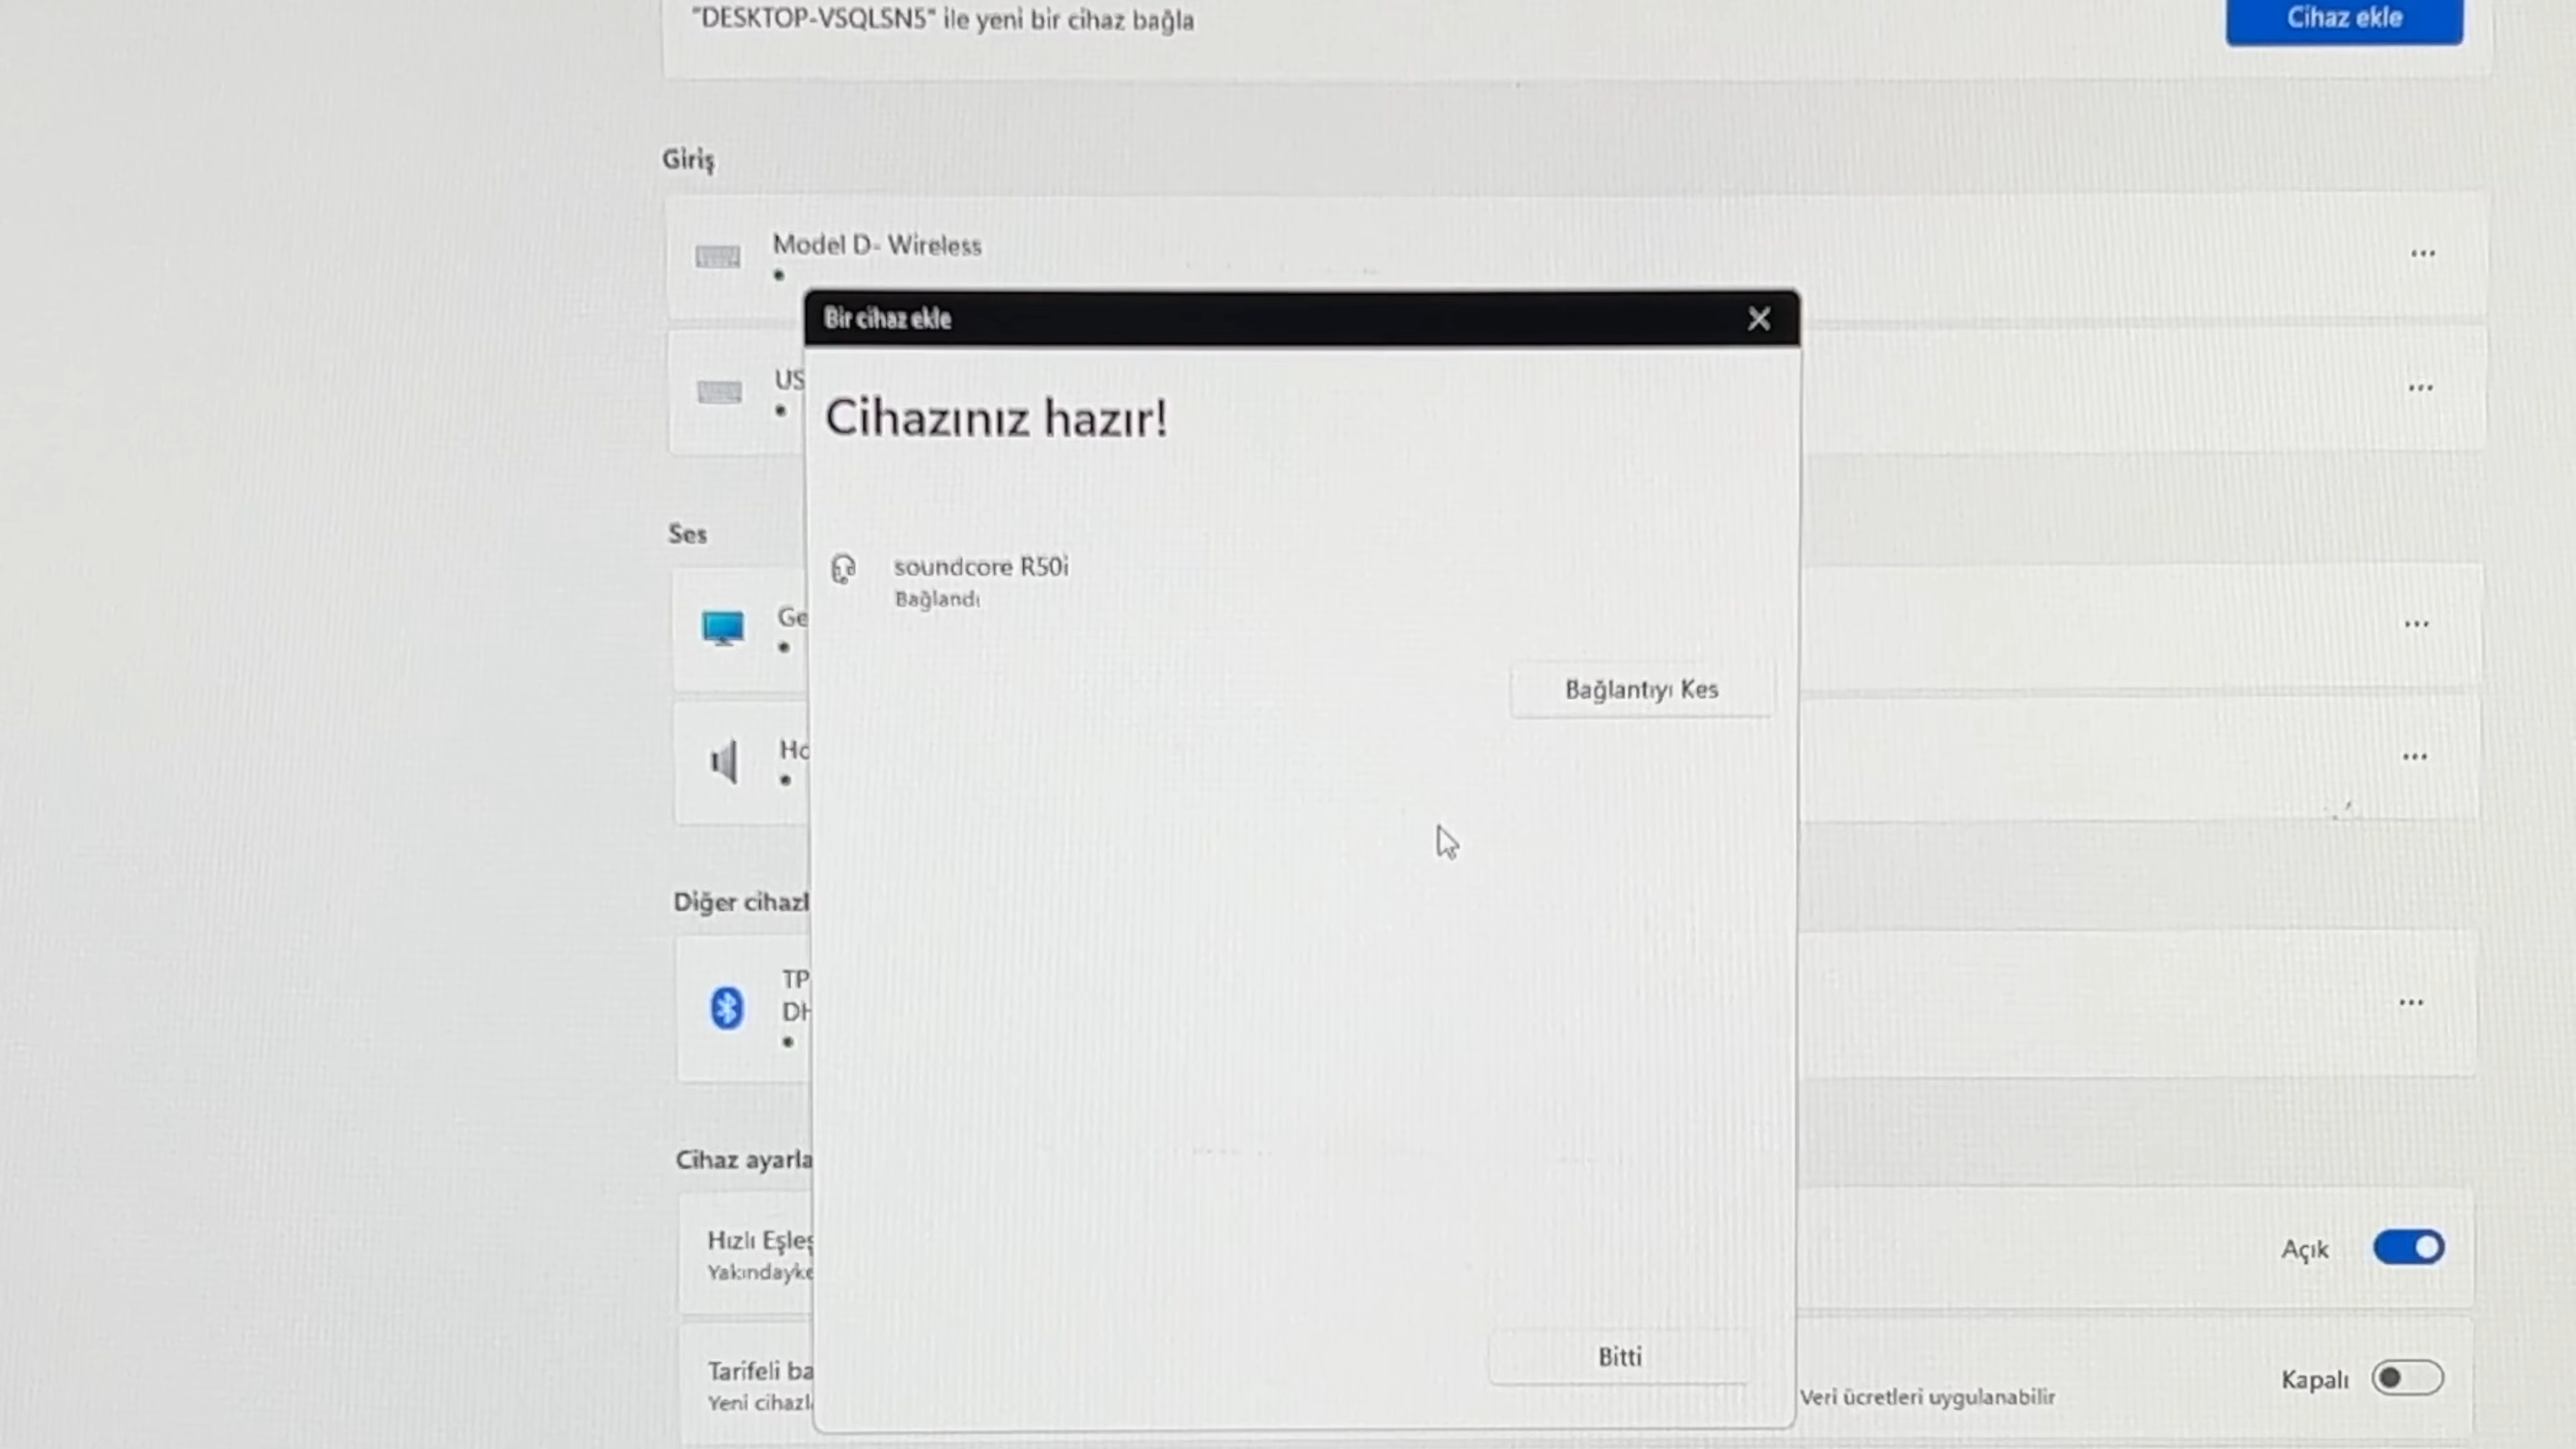 "DESKTOP-VSQLSN5" ile yeni bir cihaz bağla
Cihaz ekle
Giriş
Model D- Wireless
Bir cihaz ekle
US
Cihazınız hazır!
Ses
soundcore R50i
Bağlandı
Ge
Bağlantıyı Kes
Ho
Diğer cihazl
TP
DH
Cihaz ayarla
Hızlı Eşleş
Yakındayke
Açık
Bitti
Tarifeli ba
Yeni cihazl
Veri ücretleri uygulanabilir
Kapalı